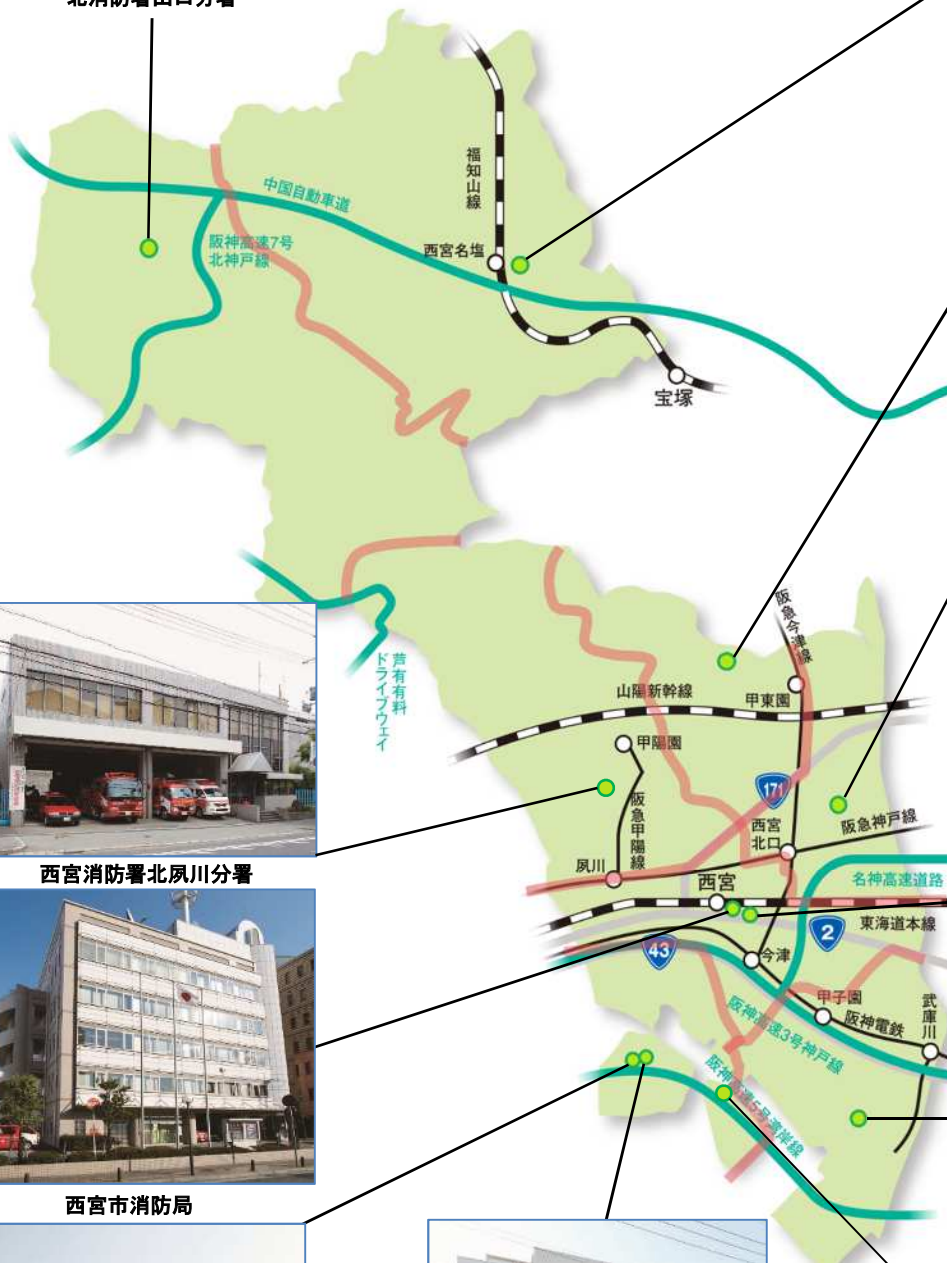 北消防署山口分署
福知山線
中国自動車道
阪神高速7号
北神戸線
西宮名塩
宝塚
芦有有料
ドライブウェイ
阪急今津線
山陽新幹線
甲東園
甲陽園
171
阪急甲陽線
西宮
北口
阪急神戸線
夙川
西宮
名神高速道路
2
東海道本線
43
今津
甲子園
阪神電鉄
武庫川
阪神高速3号神戸線
阪神高速5号湾岸線
西宮消防署北夙川分署
西宮市消防局